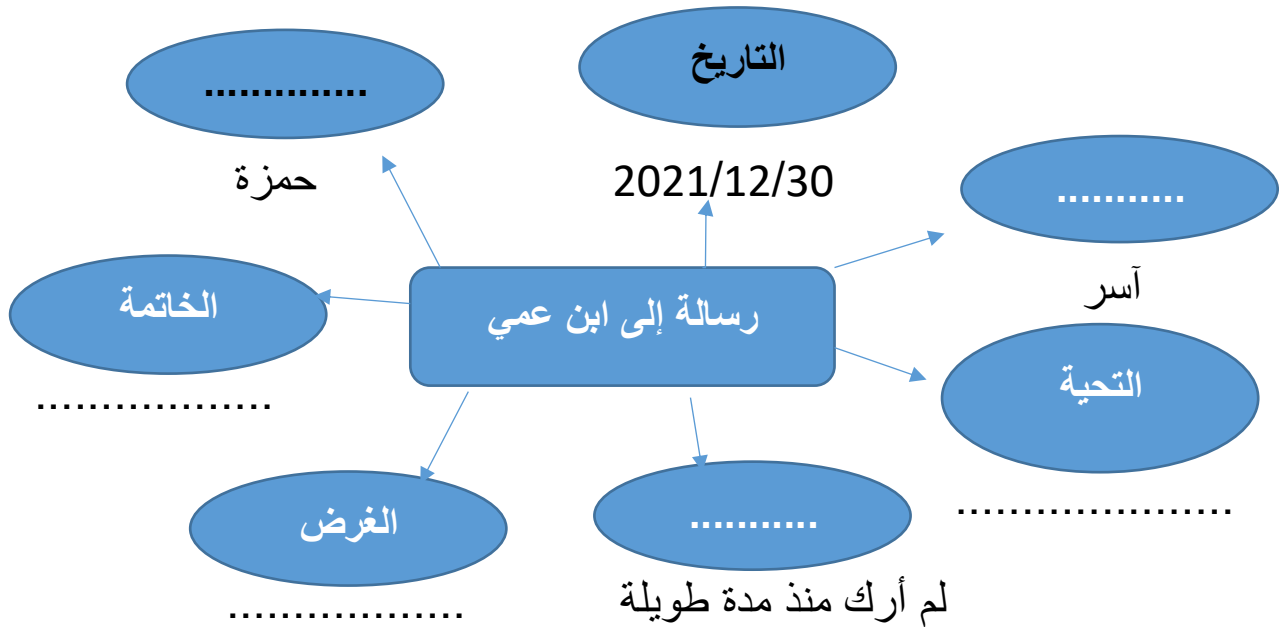 التاريخ
..............
2021/12/30
حمزة
...........
آسر
رسالة إلى ابن عمي
الخاتمة
..................
التحية
.....................
...........
لم أرك منذ مدة طويلة
الغرض
..................